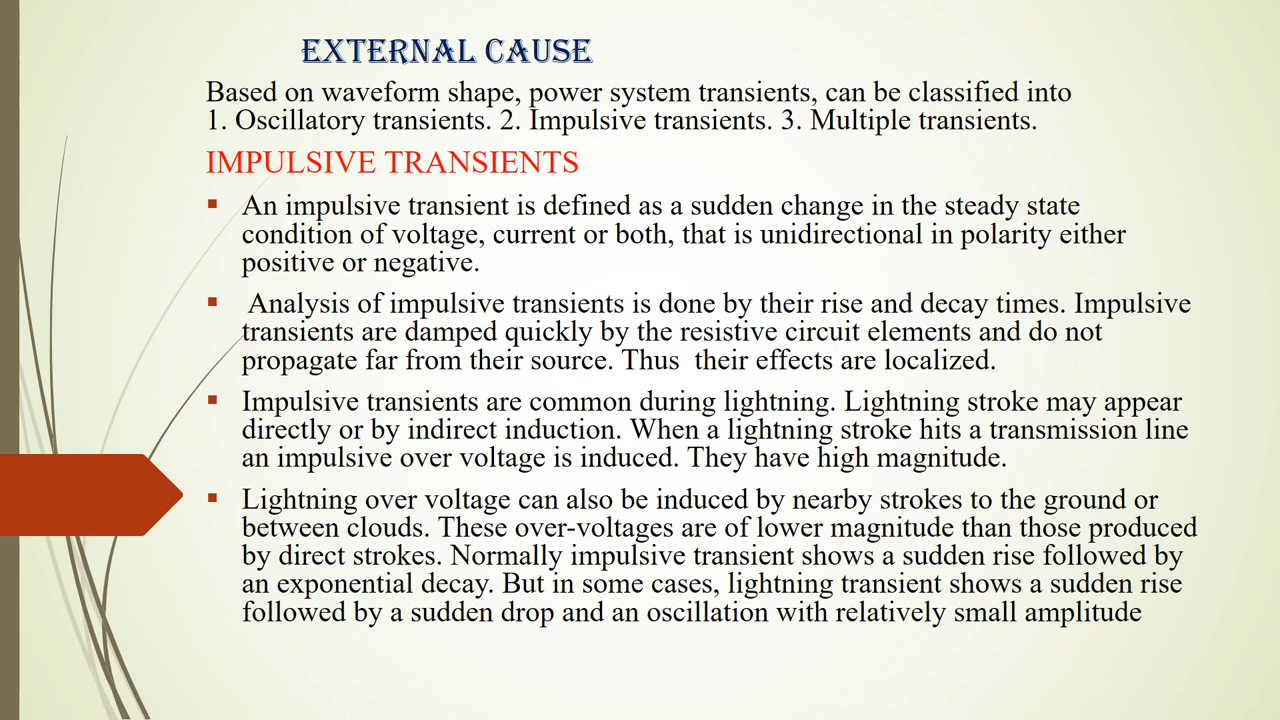 EXTERNAL CAUSE
Based on waveform shape, power system transients, can be classified into
1. Oscillatory transients. 2. Impulsive transients. 3. Multiple transients.
IMPULSIVE TRANSIENTS
An impulsive transient is defined as a sudden change in the steady state
condition of voltage, current or both, that is unidirectional in polarity either
positive or negative.
Analysis of impulsive transients is done by their rise and decay times. Impulsive
transients are damped quickly by the resistive circuit elements and do not
propagate far from their source. Thus  their effects are localized.
Impulsive transients are common during lightning. Lightning stroke may appear
directly or by indirect induction. When a lightning stroke hits a transmission line
an impulsive over voltage is induced. They have high magnitude.
Lightning over voltage can also be induced by nearby strokes to the ground or
between clouds. These over-voltages are of lower magnitude than those produced
by direct strokes. Normally impulsive transient shows a sudden rise followed by
an exponential decay. But in some cases, lightning transient shows a sudden rise
followed by a sudden drop and an oscillation with relatively small amplitude